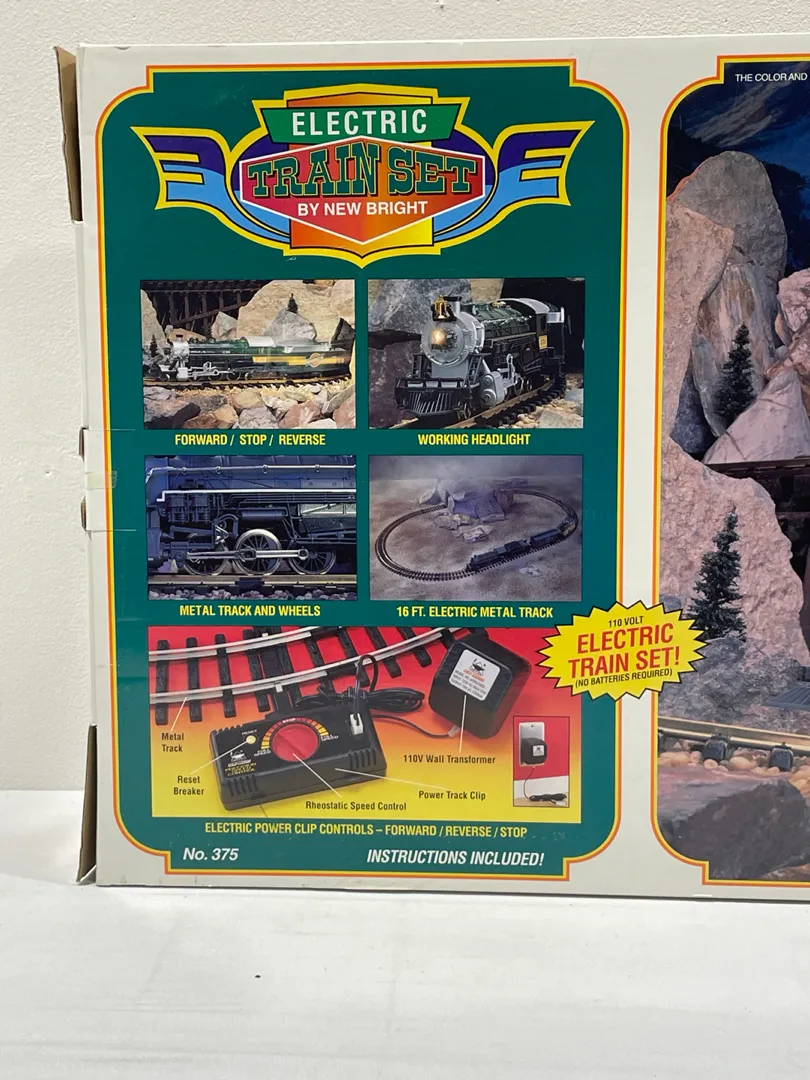 THE COLOR AND
ELECTRIC
TRAIN SET
BY NEW BRIGHT
FORWARD / STOP / REVERSE
WORKING HEADLIGHT
METAL TRACK AND WHEELS
16 FT. ELECTRIC METAL TRACK
110 VOLT
ELECTRIC
TRAIN SET!
(NO BATTERIES REQUIRED)
Metal
Track
Reset
Breaker
110V Wall Transformer
Power Track Clip
Rheostatic Speed Control
ELECTRIC POWER CLIP CONTROLS – FORWARD / REVERSE / STOP
No. 375
INSTRUCTIONS INCLUDED!